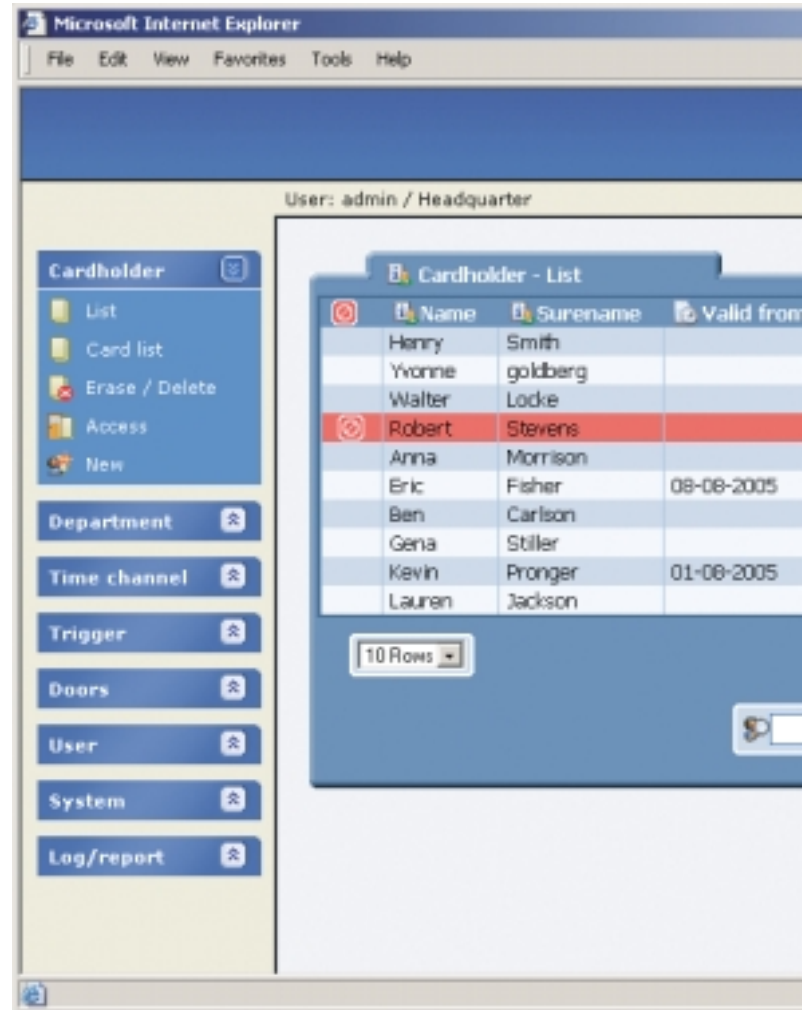 Microsoft Internet Explorer
File Edit View Favorites Tools Help
User: admin / Headquarter
Cardholder
List
Card list
Erase / Delete
Access
New
Department
Time channel
Trigger
Doors
User
System
Log/report
Cardholder - List
Name Surename Valid from
Henry Smith
Yvonne goldberg
Walter Locke
Robert Stevens
Anna Morrison
Eric Fisher 08-08-2005
Ben Carlson
Gena Stiller
Kevin Pronger 01-08-2005
Lauren Jackson
10 Rows